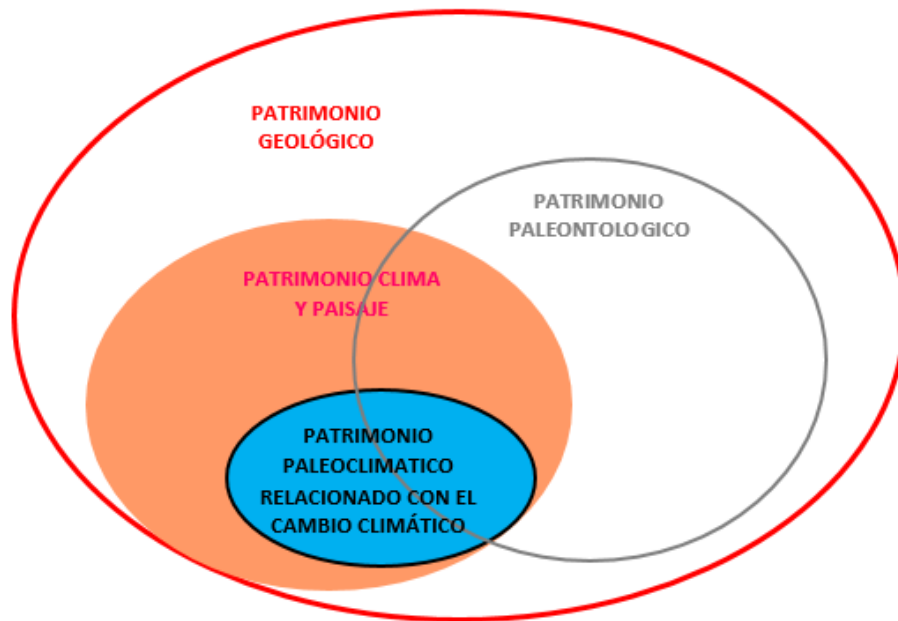 PATRIMONIO
GEOLÓGICO
PATRIMONIO
PALEONTOLOGICO
PATRIMONIO CLIMA
Y PAISAJE
PATRIMONIO
PALEOCLIMATICO
RELACIONADO CON EL
CAMBIO CLIMÁTICO